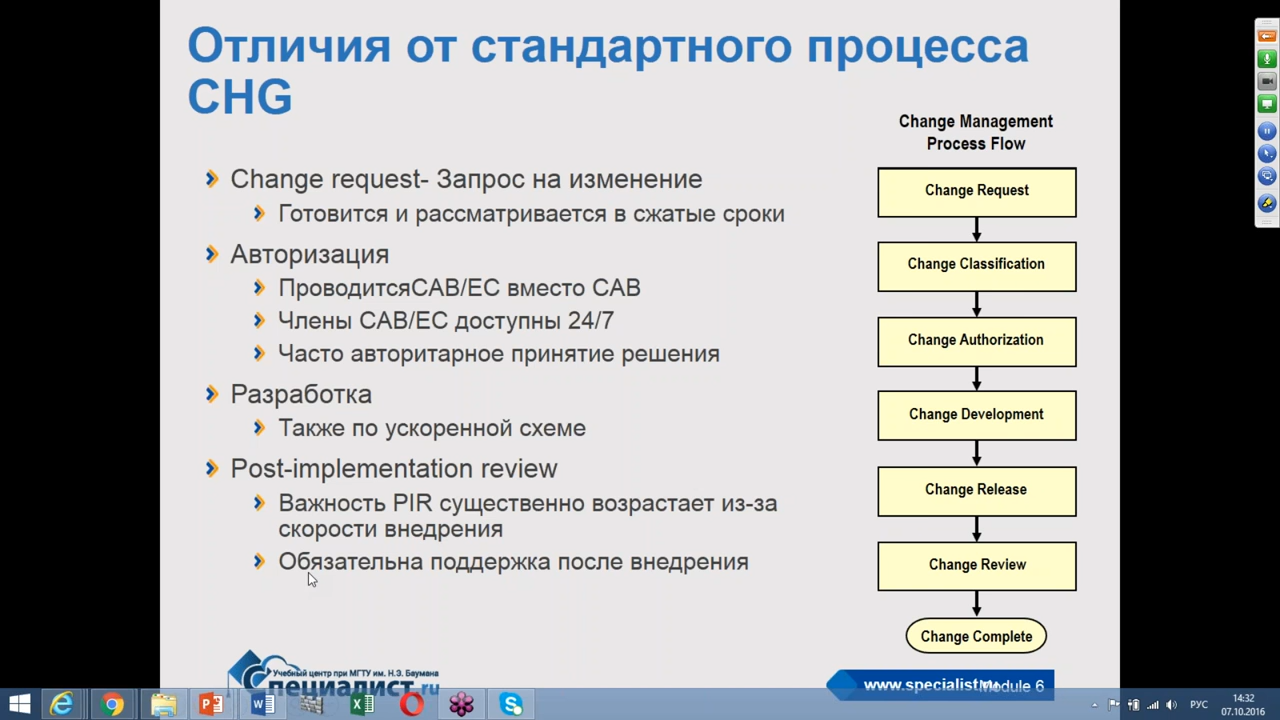 Отличия от стандартного процесса
CHG
Change request- Запрос на изменение
Готовится и рассматривается в сжатые сроки
Авторизация
ПроводитсяCAB/EC вместо CAB
Члены CAB/EC доступны 24/7
Часто авторитарное принятие решения
Разработка
Также по ускоренной схеме
Post-implementation review
Важность PIR существенно возрастает из-за
скорости внедрения
Обязательна поддержка после внедрения
Change Management
Process Flow
Change Request
Change Classification
Change Authorization
Change Development
Change Release
Change Review
Change Complete
Учебный центр при МГТУ им. Н.Э. Баумана
пециалист.ru
www.specialist
Module 6
РУС
14:32
07.10.2016